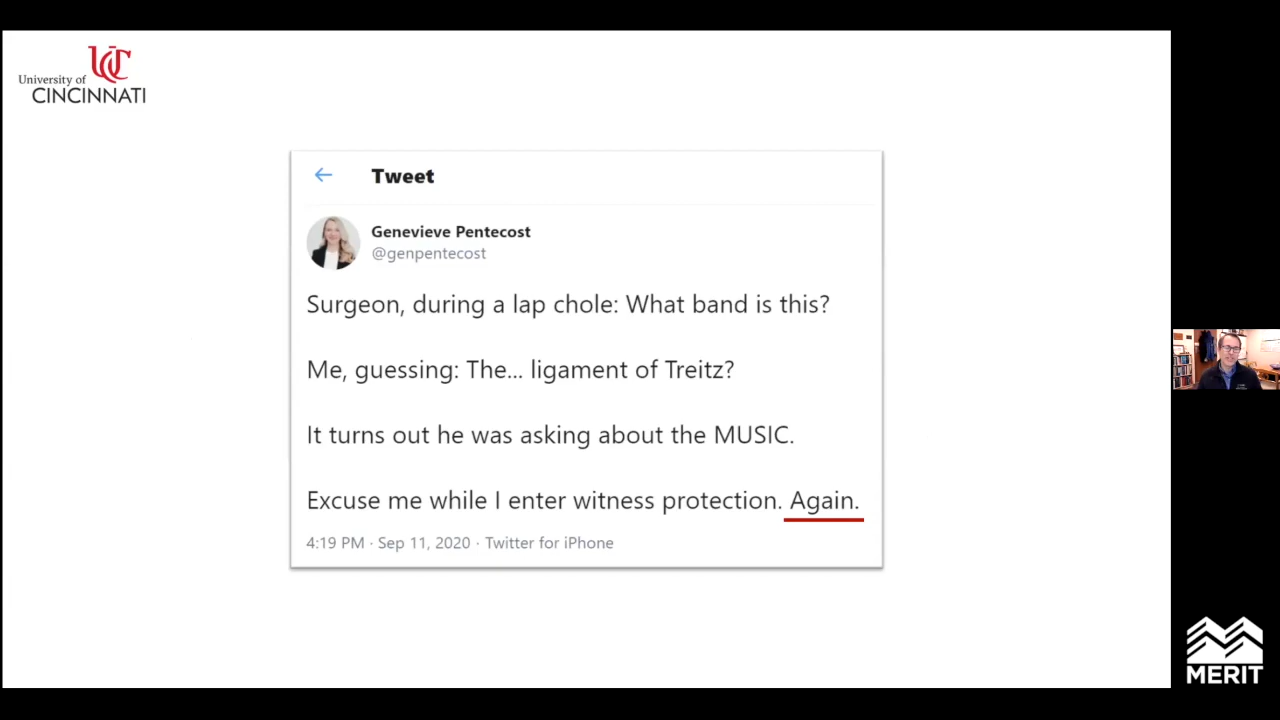 University of
CINCINNATI
Tweet
Genevieve Pentecost
@genpentecost
Surgeon, during a lap chole: What band is this?
Me, guessing: The... ligament of Treitz?
It turns out he was asking about the MUSIC.
Excuse me while I enter witness protection. Again.
4:19 PM · Sep 11, 2020 · Twitter for iPhone
MERIT